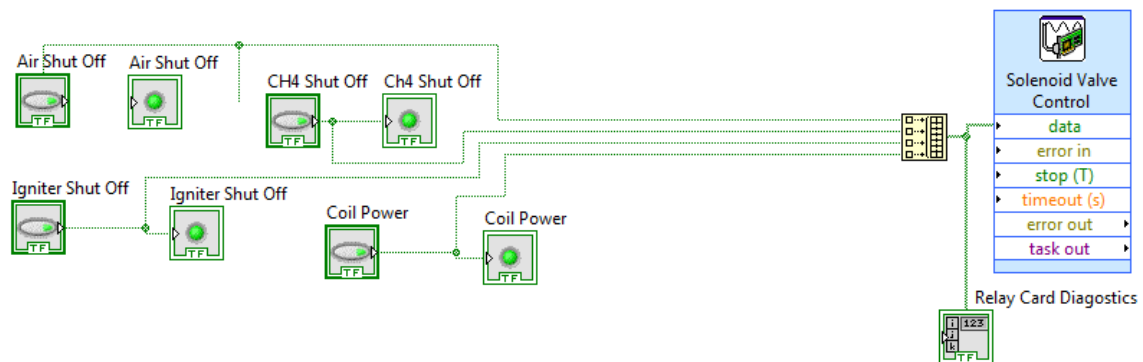 Air Shut Off
Air Shut Off
CH4 Shut Off
Ch4 Shut Off
Solenoid Valve
Control
TF
TF
TF
TF
data
error in
stop (T)
timeout (s)
error out
task out
Igniter Shut Off
Igniter Shut Off
Coil Power
Coil Power
TF
TF
TF
TF
Relay Card Diagostics
i
123
j
k
TF